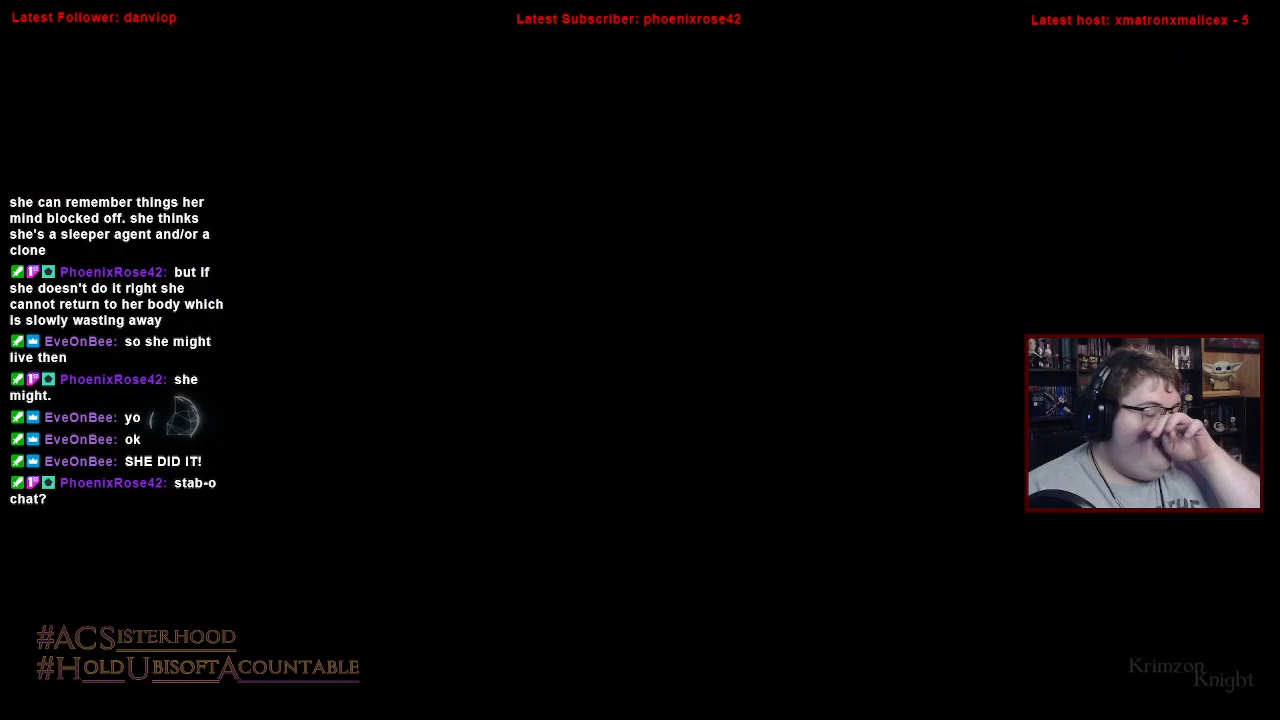 Latest Follower: danviop
Latest Subscriber: phoenixrose42
Latest host: xmatronxmalicex - 5
she can remember things her
mind blocked off. she thinks
she's a sleeper agent and/or a
clone
PhoenixRose42: but if
she doesn't do it right she
cannot return to her body which
is slowly wasting away
EveOnBee: so she might
live then
PhoenixRose42: she
might.
EveOnBee: yo
EveOnBee: ok
EveOnBee: SHE DID IT!
PhoenixRose42: stab-o
chat?
#ACSisterhood
#HoldUbisoftAcountable
Krimzon
Knight